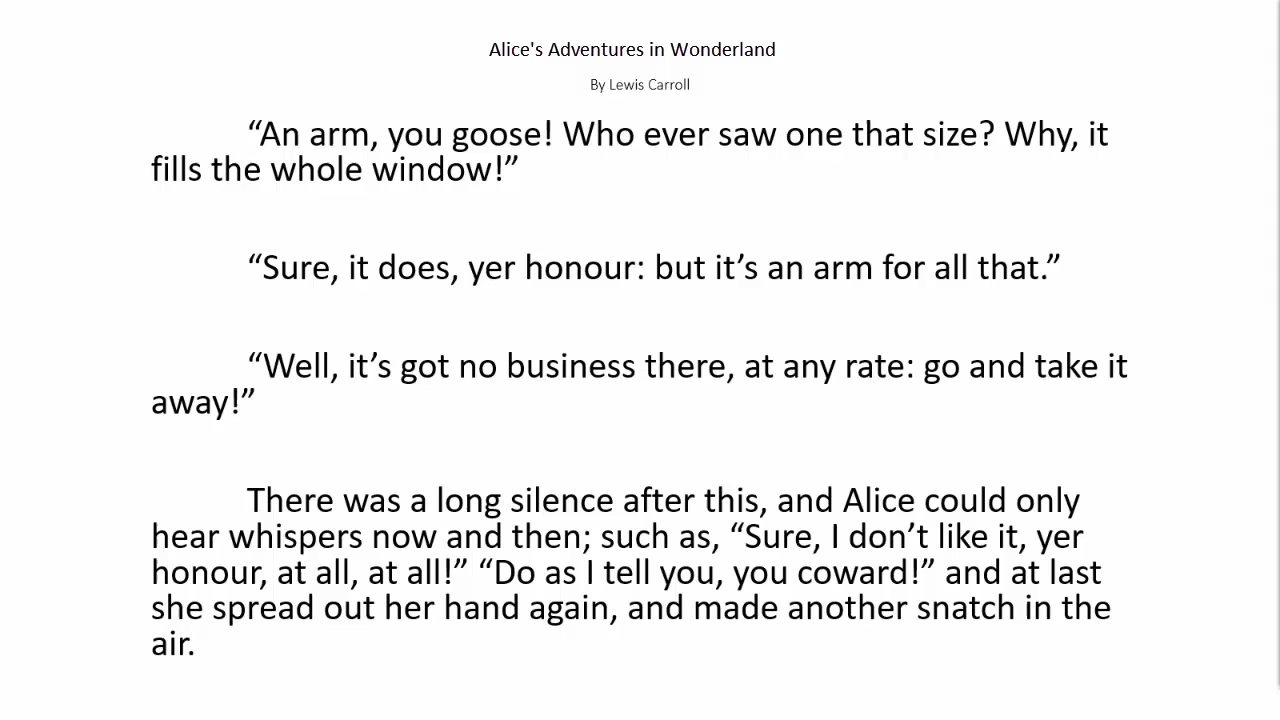 Alice's Adventures in Wonderland
By Lewis Carroll
“An arm, you goose! Who ever saw one that size? Why, it
fills the whole window!”
“Sure, it does, yer honour: but it’s an arm for all that.”
“Well, it’s got no business there, at any rate: go and take it
away!”
There was a long silence after this, and Alice could only
hear whispers now and then; such as, “Sure, I don’t like it, yer
honour, at all, at all!” “Do as I tell you, you coward!” and at last
she spread out her hand again, and made another snatch in the
air.